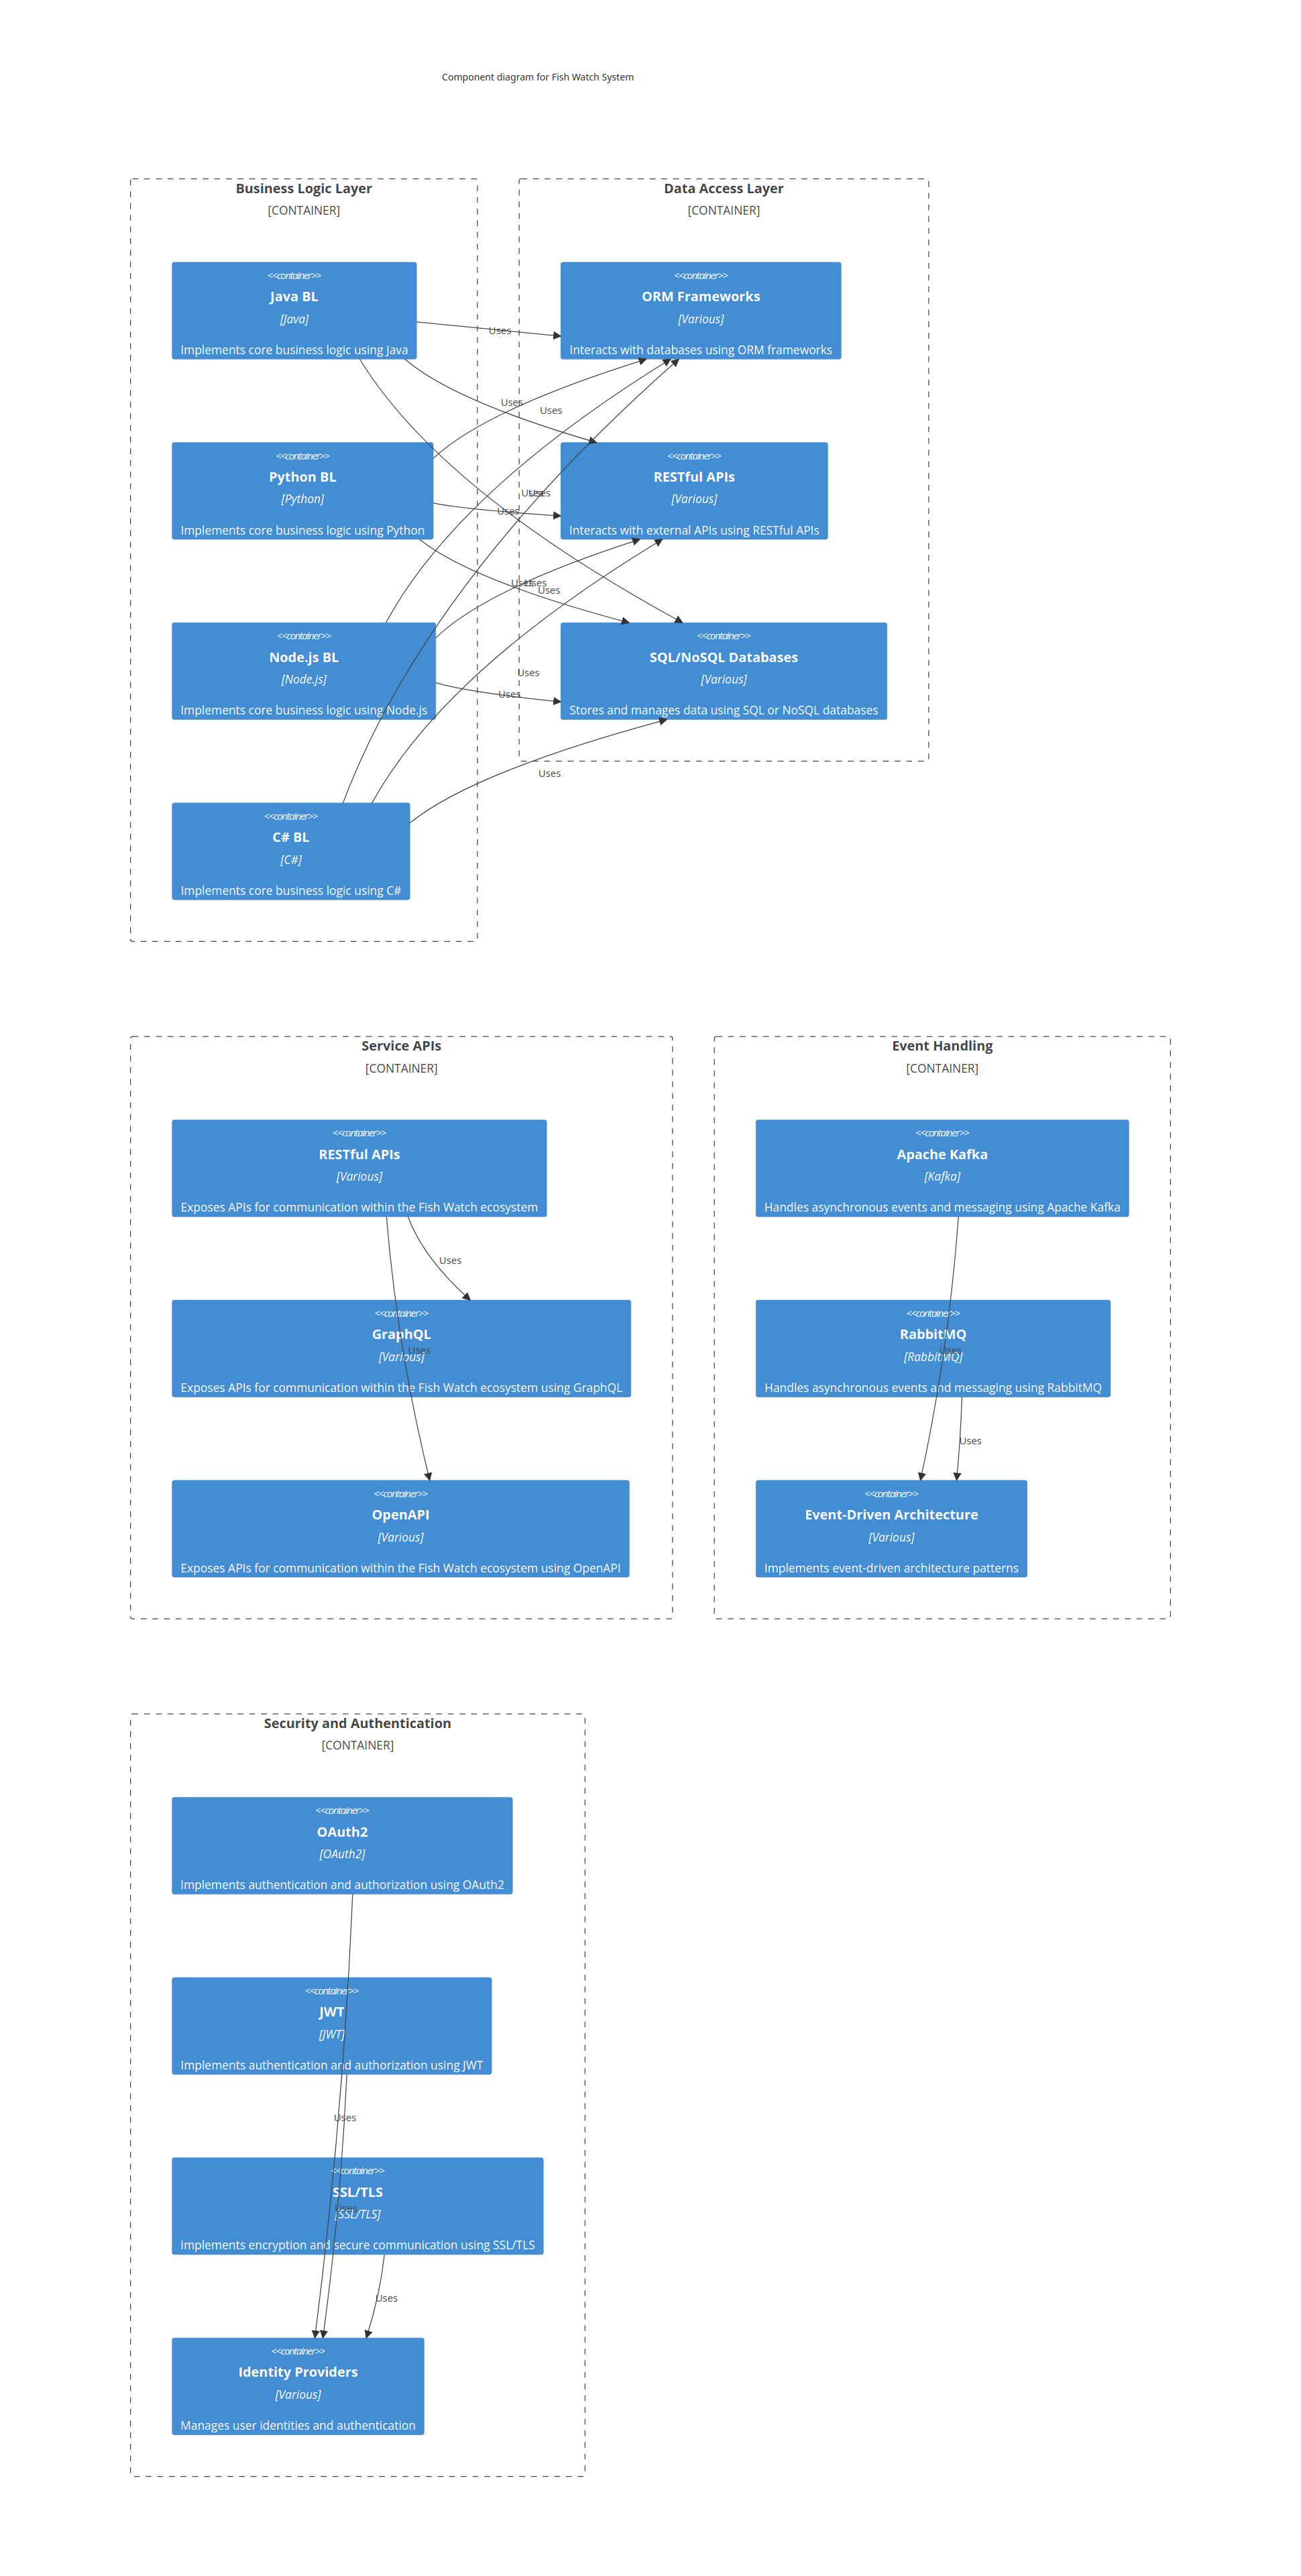 Component diagram for Fish Watch System
Business Logic Layer
[CONTAINER]
<<container>>
Java BL
[Java]
Implements core business logic using Java
<<container>>
Python BL
[Python]
Implements core business logic using Python
<<container>>
Node.js BL
[Node.js]
Implements core business logic using Node.js
<<container>>
C# BL
[C#]
Implements core business logic using C#
Data Access Layer
[CONTAINER]
<<container>>
ORM Frameworks
[Various]
Interacts with databases using ORM frameworks
<<container>>
RESTful APIs
[Various]
Interacts with external APIs using RESTful APIs
<<container>>
SQL/NoSQL Databases
[Various]
Stores and manages data using SQL or NoSQL databases
Uses
Uses
Uses
Uses
Uses
Uses
Uses
Uses
Uses
Uses
Uses
Uses
Service APIs
[CONTAINER]
<<container>>
RESTful APIs
[Various]
Exposes APIs for communication within the Fish Watch ecosystem
Uses
<<container>>
GraphQL
[Various]
Uses
Exposes APIs for communication within the Fish Watch ecosystem using GraphQL
<<container>>
OpenAPI
[Various]
Exposes APIs for communication within the Fish Watch ecosystem using OpenAPI
Event Handling
[CONTAINER]
<<container>>
Apache Kafka
[Kafka]
Handles asynchronous events and messaging using Apache Kafka
<<container>>
RabbitMQ
[RabbitMQ]
Uses
Handles asynchronous events and messaging using RabbitMQ
Uses
<<container>>
Event-Driven Architecture
[Various]
Implements event-driven architecture patterns
Security and Authentication
[CONTAINER]
<<container>>
OAuth2
[OAuth2]
Implements authentication and authorization using OAuth2
<<container>>
JWT
[JWT]
Implements authentication and authorization using JWT
Uses
<<container>>
SSL/TLS
Uses
[SSL/TLS]
Implements encryption and secure communication using SSL/TLS
Uses
<<container>>
Identity Providers
[Various]
Manages user identities and authentication